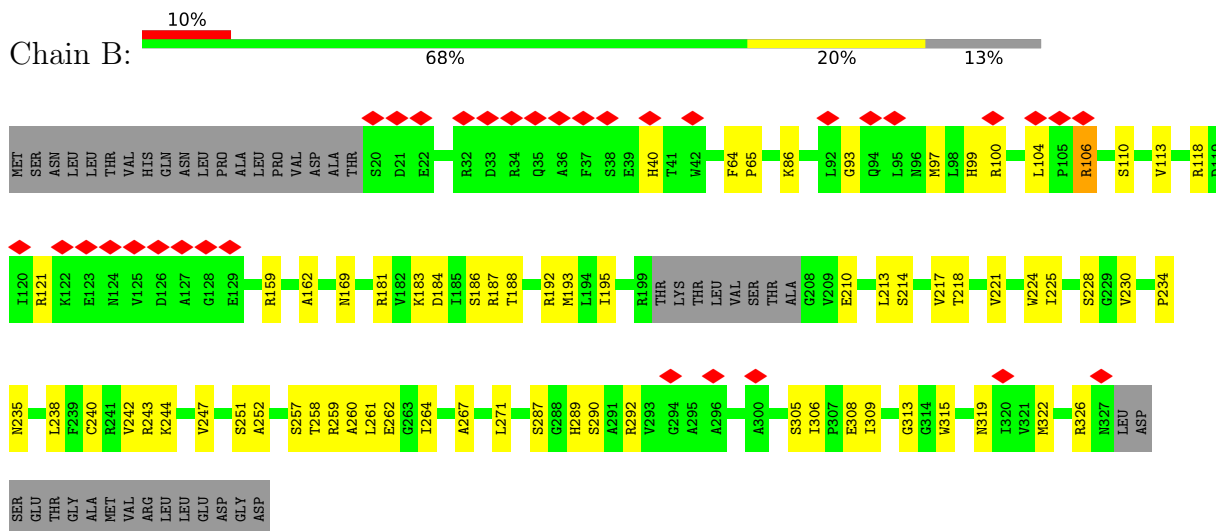 10%
Chain B:
68% 20% 13%
MET SER ASN LEU LEU THR VAL HIS GLN ASN LEU PRO ALA LEU PRO VAL ASP ALA THR S20 D21 E22 R32 D33 R34 Q35 A36 F37 S38 E39 H40 T41 W42 F64 P65 K86 L92 G93 Q94 L95 N96 M97 L98 H99 R100 L104 P105 R106 S110 V113 R118 D119
I120 R121 K122 E123 N124 V125 D126 A127 G128 E129 R159 A162 N169 R181 V182 K183 D184 I185 S186 R187 T188 R192 M193 L194 I195 R199 THR LYS THR LEU VAL SER THR ALA G208 V209 E210 L213 S214 V217 T218 V221 W224 I225 S228 G229 V230 P234
N235 L238 F239 C240 R241 V242 R243 K244 V247 S251 A252 S257 T258 R259 A260 L261 E262 G263 I264 A267 L271 S287 G288 H289 S290 A291 R292 V293 G294 A295 A296 A300 S305 I306 P307 E308 I309 G313 G314 W315 N319 I320 V321 M322 R326 N327 LEU ASP
SER GLU THR GLY ALA MET VAL ARG LEU LEU GLU ASP GLY ASP